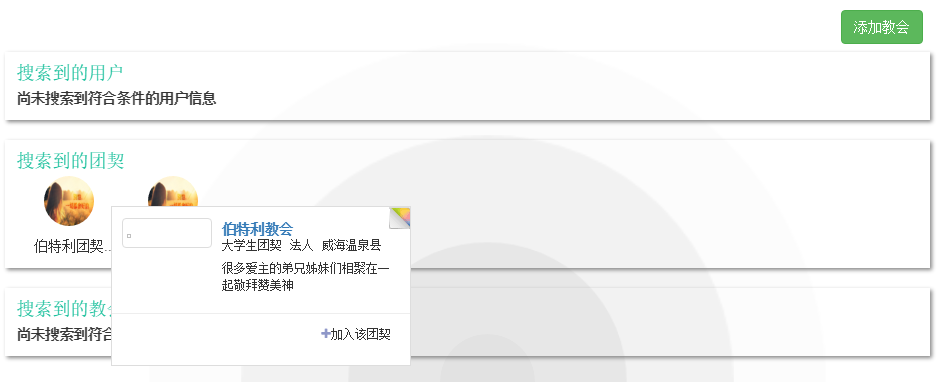 添加教会
搜索到的用户
尚未搜索到符合条件的用户信息
搜索到的团契
伯特利团契...
伯特利教会
大学生团契 法人 威海温泉县
很多爱主的弟兄姊妹们相聚在一
起敬拜赞美神
加入该团契
搜索到的教会
尚未搜索到符合